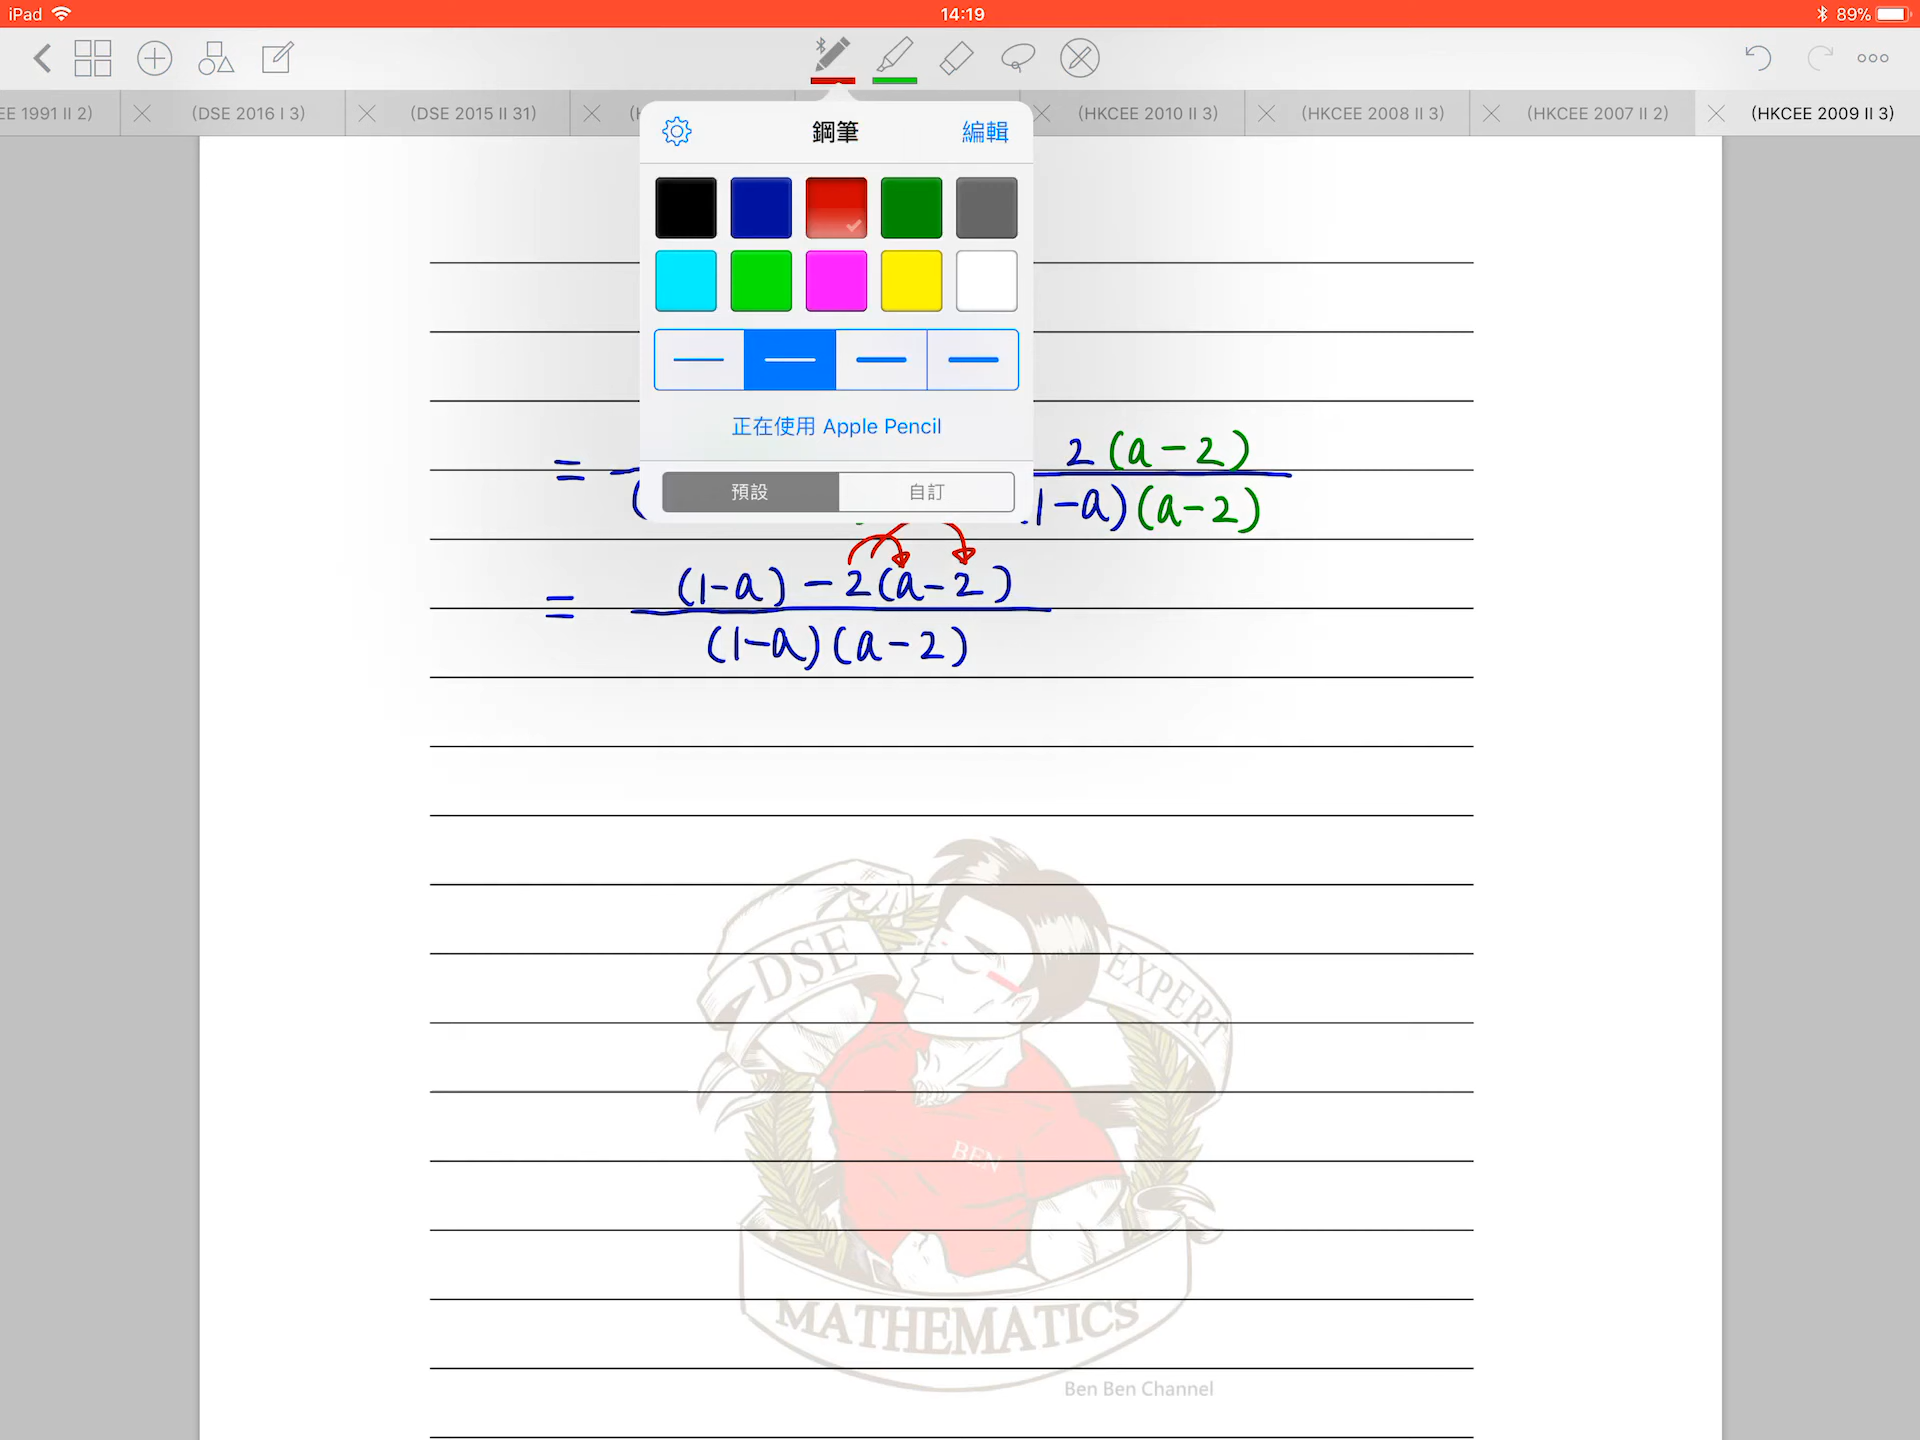 iPad 14:19 89%
EE 1991 II 2) (DSE 2016 I 3) (DSE 2015 II 31) (HKCEE 2010 II 3) (HKCEE 2008 II 3) (HKCEE 2007 II 2) (HKCEE 2009 II 3)
鋼筆 編輯
正在使用 Apple Pencil
預設 自訂
= 2(a-2)
( 1-a)(a-2)
= (1-a) - 2(a-2)
(1-a)(a-2)
DSE EXPERT
BEN
MATHEMATICS
Ben Ben Channel